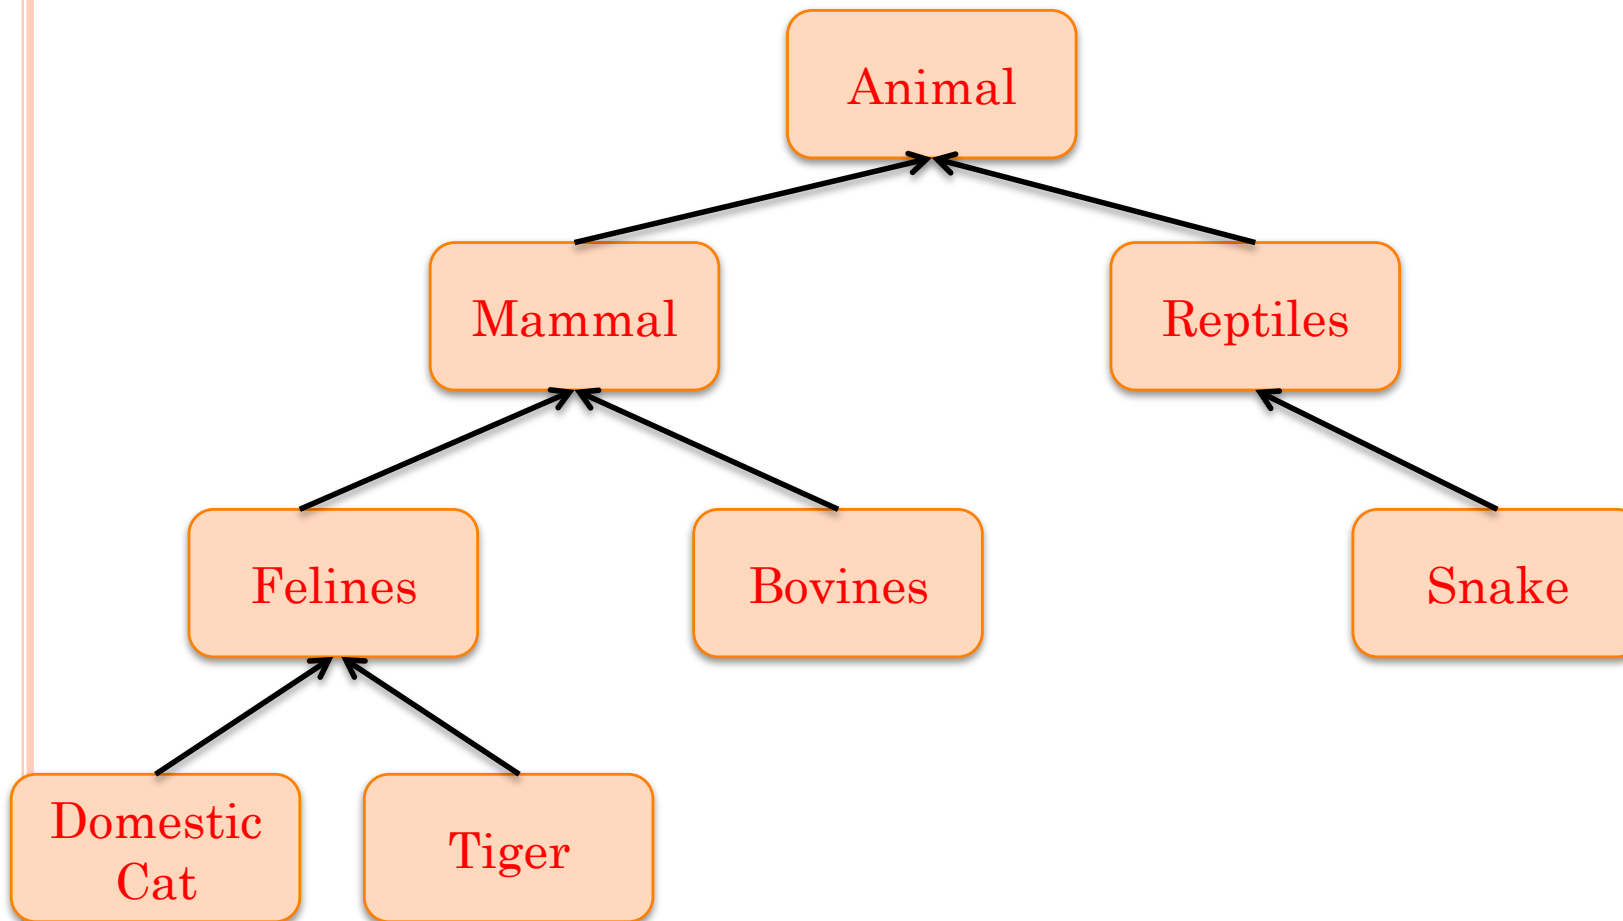 Animal
Mammal
Reptiles
Felines
Bovines
Snake
Domestic
Cat
Tiger